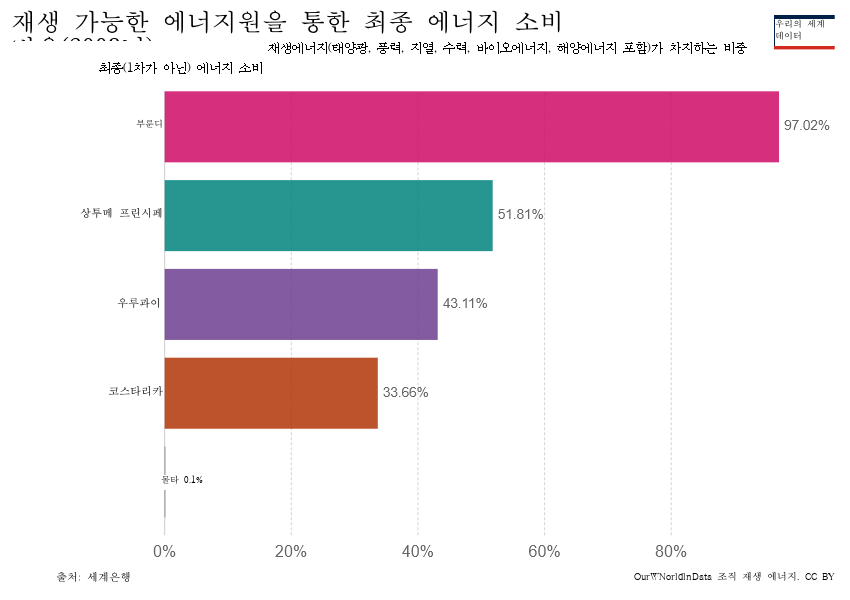 재생 가능한 에너지원을 통한 최종 에너지 소비
우리의 세계
데이터
재생에너지(태양광, 풍력, 지열, 수력, 바이오에너지, 해양에너지 포함)가 차지하는 비중
최종(1차가 아닌) 에너지 소비
부룬디 97.02%
상투메 프린시페 51.81%
우루과이 43.11%
코스타리카 33.66%
몰타 0.1%
0% 20% 40% 60% 80%
출처: 세계은행
OurWNorldInData 조직 재생 에너지. CC BY